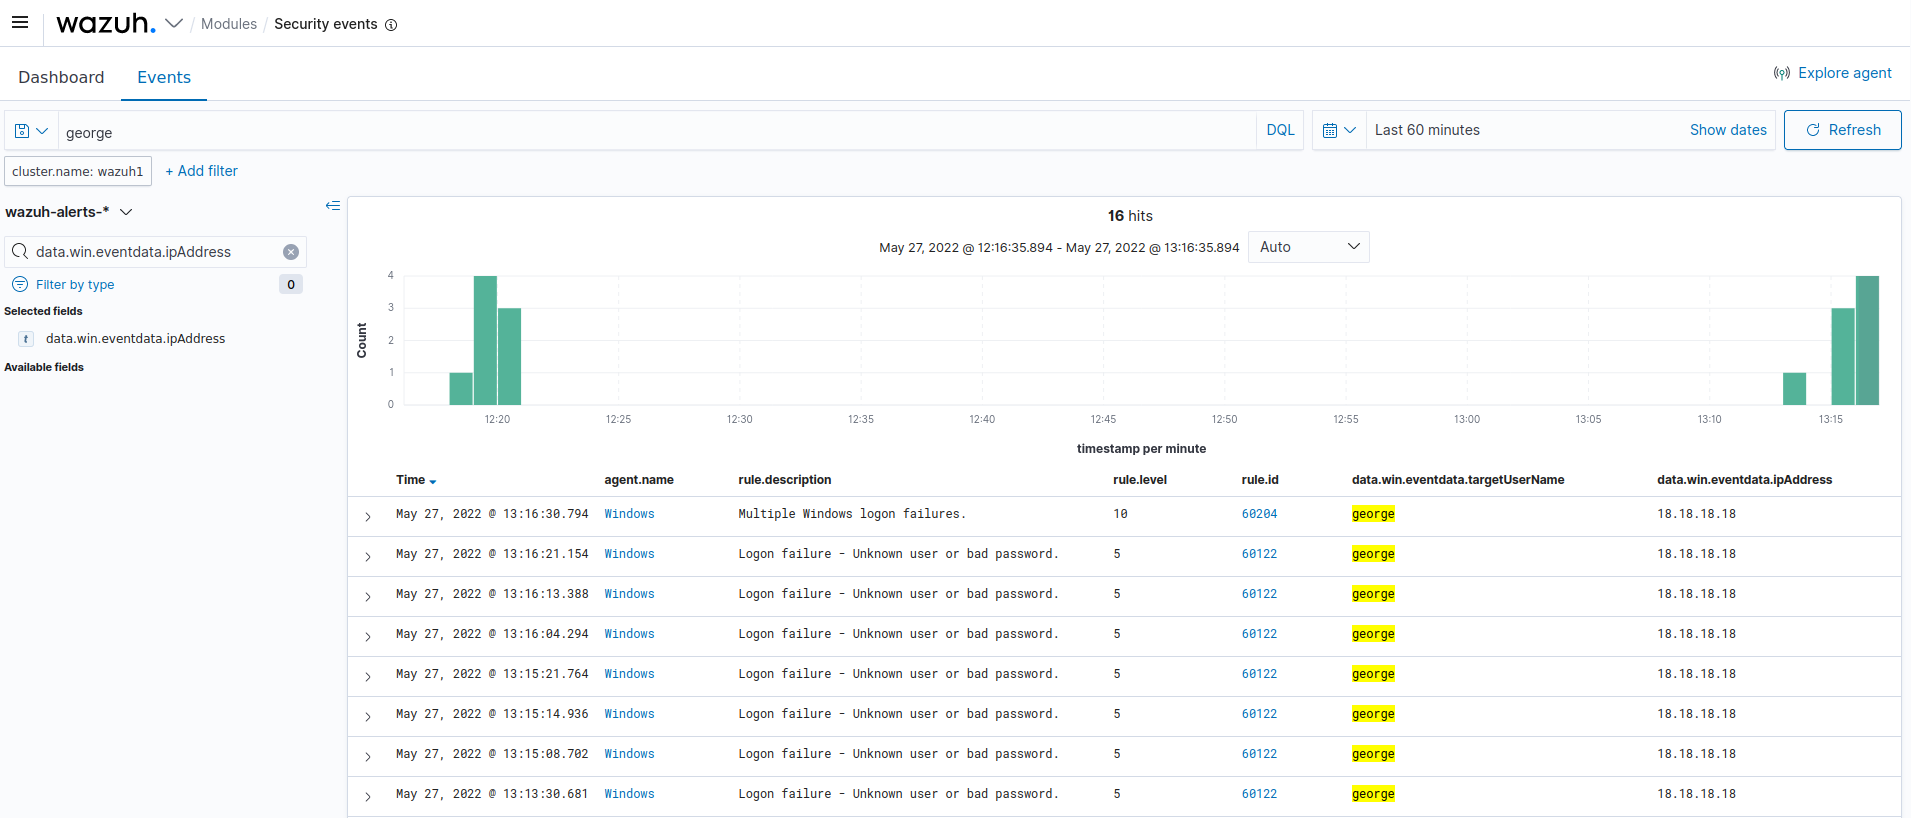 wazuh. / Modules / Security events
Dashboard Events Explore agent
george DQL Last 60 minutes Show dates Refresh
cluster.name: wazuh1 + Add filter
wazuh-alerts-*
data.win.eventdata.ipAddress
Filter by type 0
Selected fields
t data.win.eventdata.ipAddress
Available fields
16 hits
May 27, 2022 @ 12:16:35.894 - May 27, 2022 @ 13:16:35.894 Auto
Count
4
3
2
1
0
12:20 12:25 12:30 12:35 12:40 12:45 12:50 12:55 13:00 13:05 13:10 13:15
timestamp per minute
Time agent.name rule.description rule.level rule.id data.win.eventdata.targetUserName data.win.eventdata.ipAddress
May 27, 2022 @ 13:16:30.794 Windows Multiple Windows logon failures. 10 60204 george 18.18.18.18
May 27, 2022 @ 13:16:21.154 Windows Logon failure - Unknown user or bad password. 5 60122 george 18.18.18.18
May 27, 2022 @ 13:16:13.388 Windows Logon failure - Unknown user or bad password. 5 60122 george 18.18.18.18
May 27, 2022 @ 13:16:04.294 Windows Logon failure - Unknown user or bad password. 5 60122 george 18.18.18.18
May 27, 2022 @ 13:15:21.764 Windows Logon failure - Unknown user or bad password. 5 60122 george 18.18.18.18
May 27, 2022 @ 13:15:14.936 Windows Logon failure - Unknown user or bad password. 5 60122 george 18.18.18.18
May 27, 2022 @ 13:15:08.702 Windows Logon failure - Unknown user or bad password. 5 60122 george 18.18.18.18
May 27, 2022 @ 13:13:30.681 Windows Logon failure - Unknown user or bad password. 5 60122 george 18.18.18.18